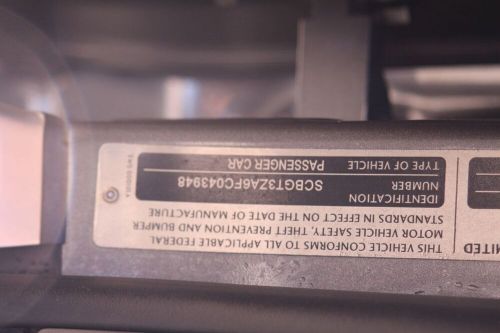 MITED
THIS VEHICLE CONFORMS TO ALL APPLICABLE FEDERAL
MOTOR VEHICLE SAFETY, THEFT PREVENTION AND BUMPER
STANDARDS IN EFFECT ON THE DATE OF MANUFACTURE
IDENTIFICATION
NUMBER SCBGT3ZA6FC043948
TYPE OF VEHICLE PASSENGER CAR